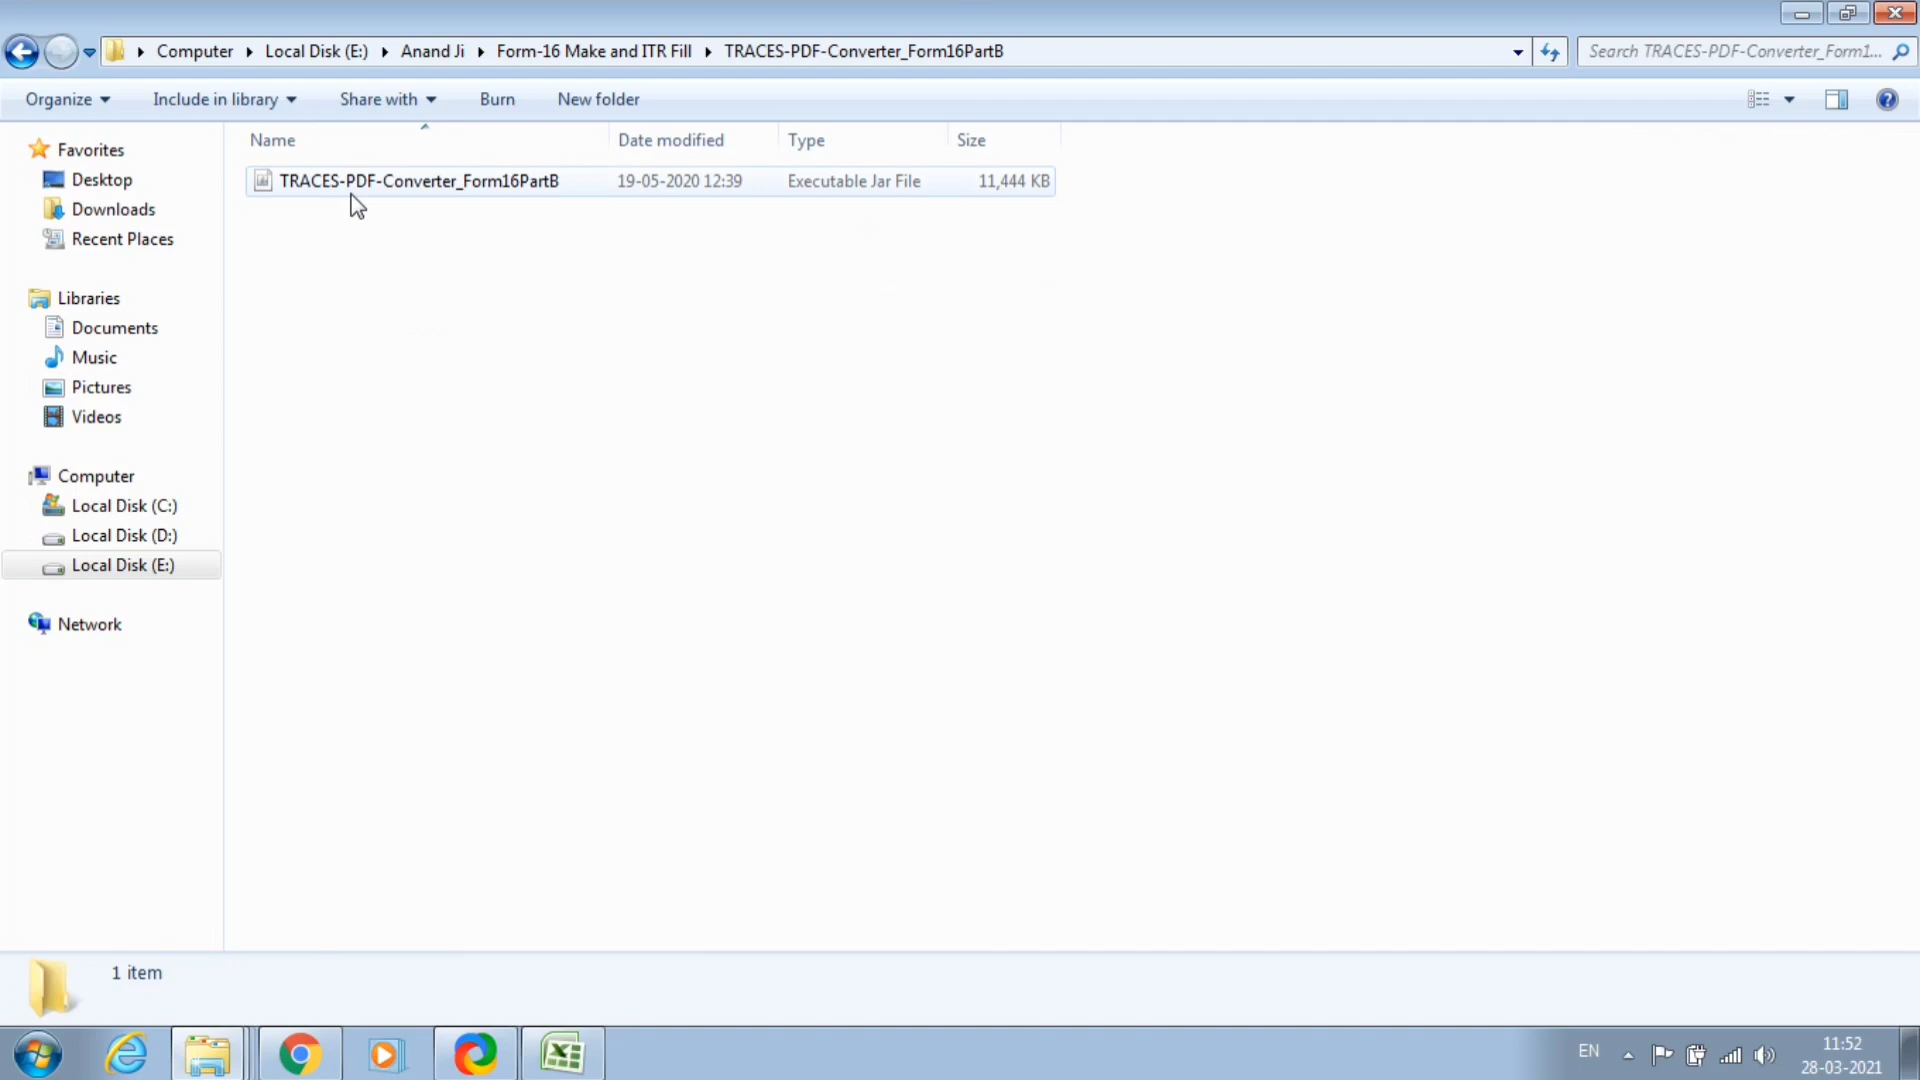 Computer Local Disk (E:) Anand Ji Form-16 Make and ITR Fill TRACES-PDF-Converter_Form16PartB
Search TRACES-PDF-Converter_Form1...
Organize Include in library Share with Burn New folder
Name Date modified Type Size
TRACES-PDF-Converter_Form16PartB 19-05-2020 12:39 Executable Jar File 11,444 KB
Favorites
Desktop
Downloads
Recent Places
Libraries
Documents
Music
Pictures
Videos
Computer
Local Disk (C:)
Local Disk (D:)
Local Disk (E:)
Network
1 item
EN
11:52
28-03-2021